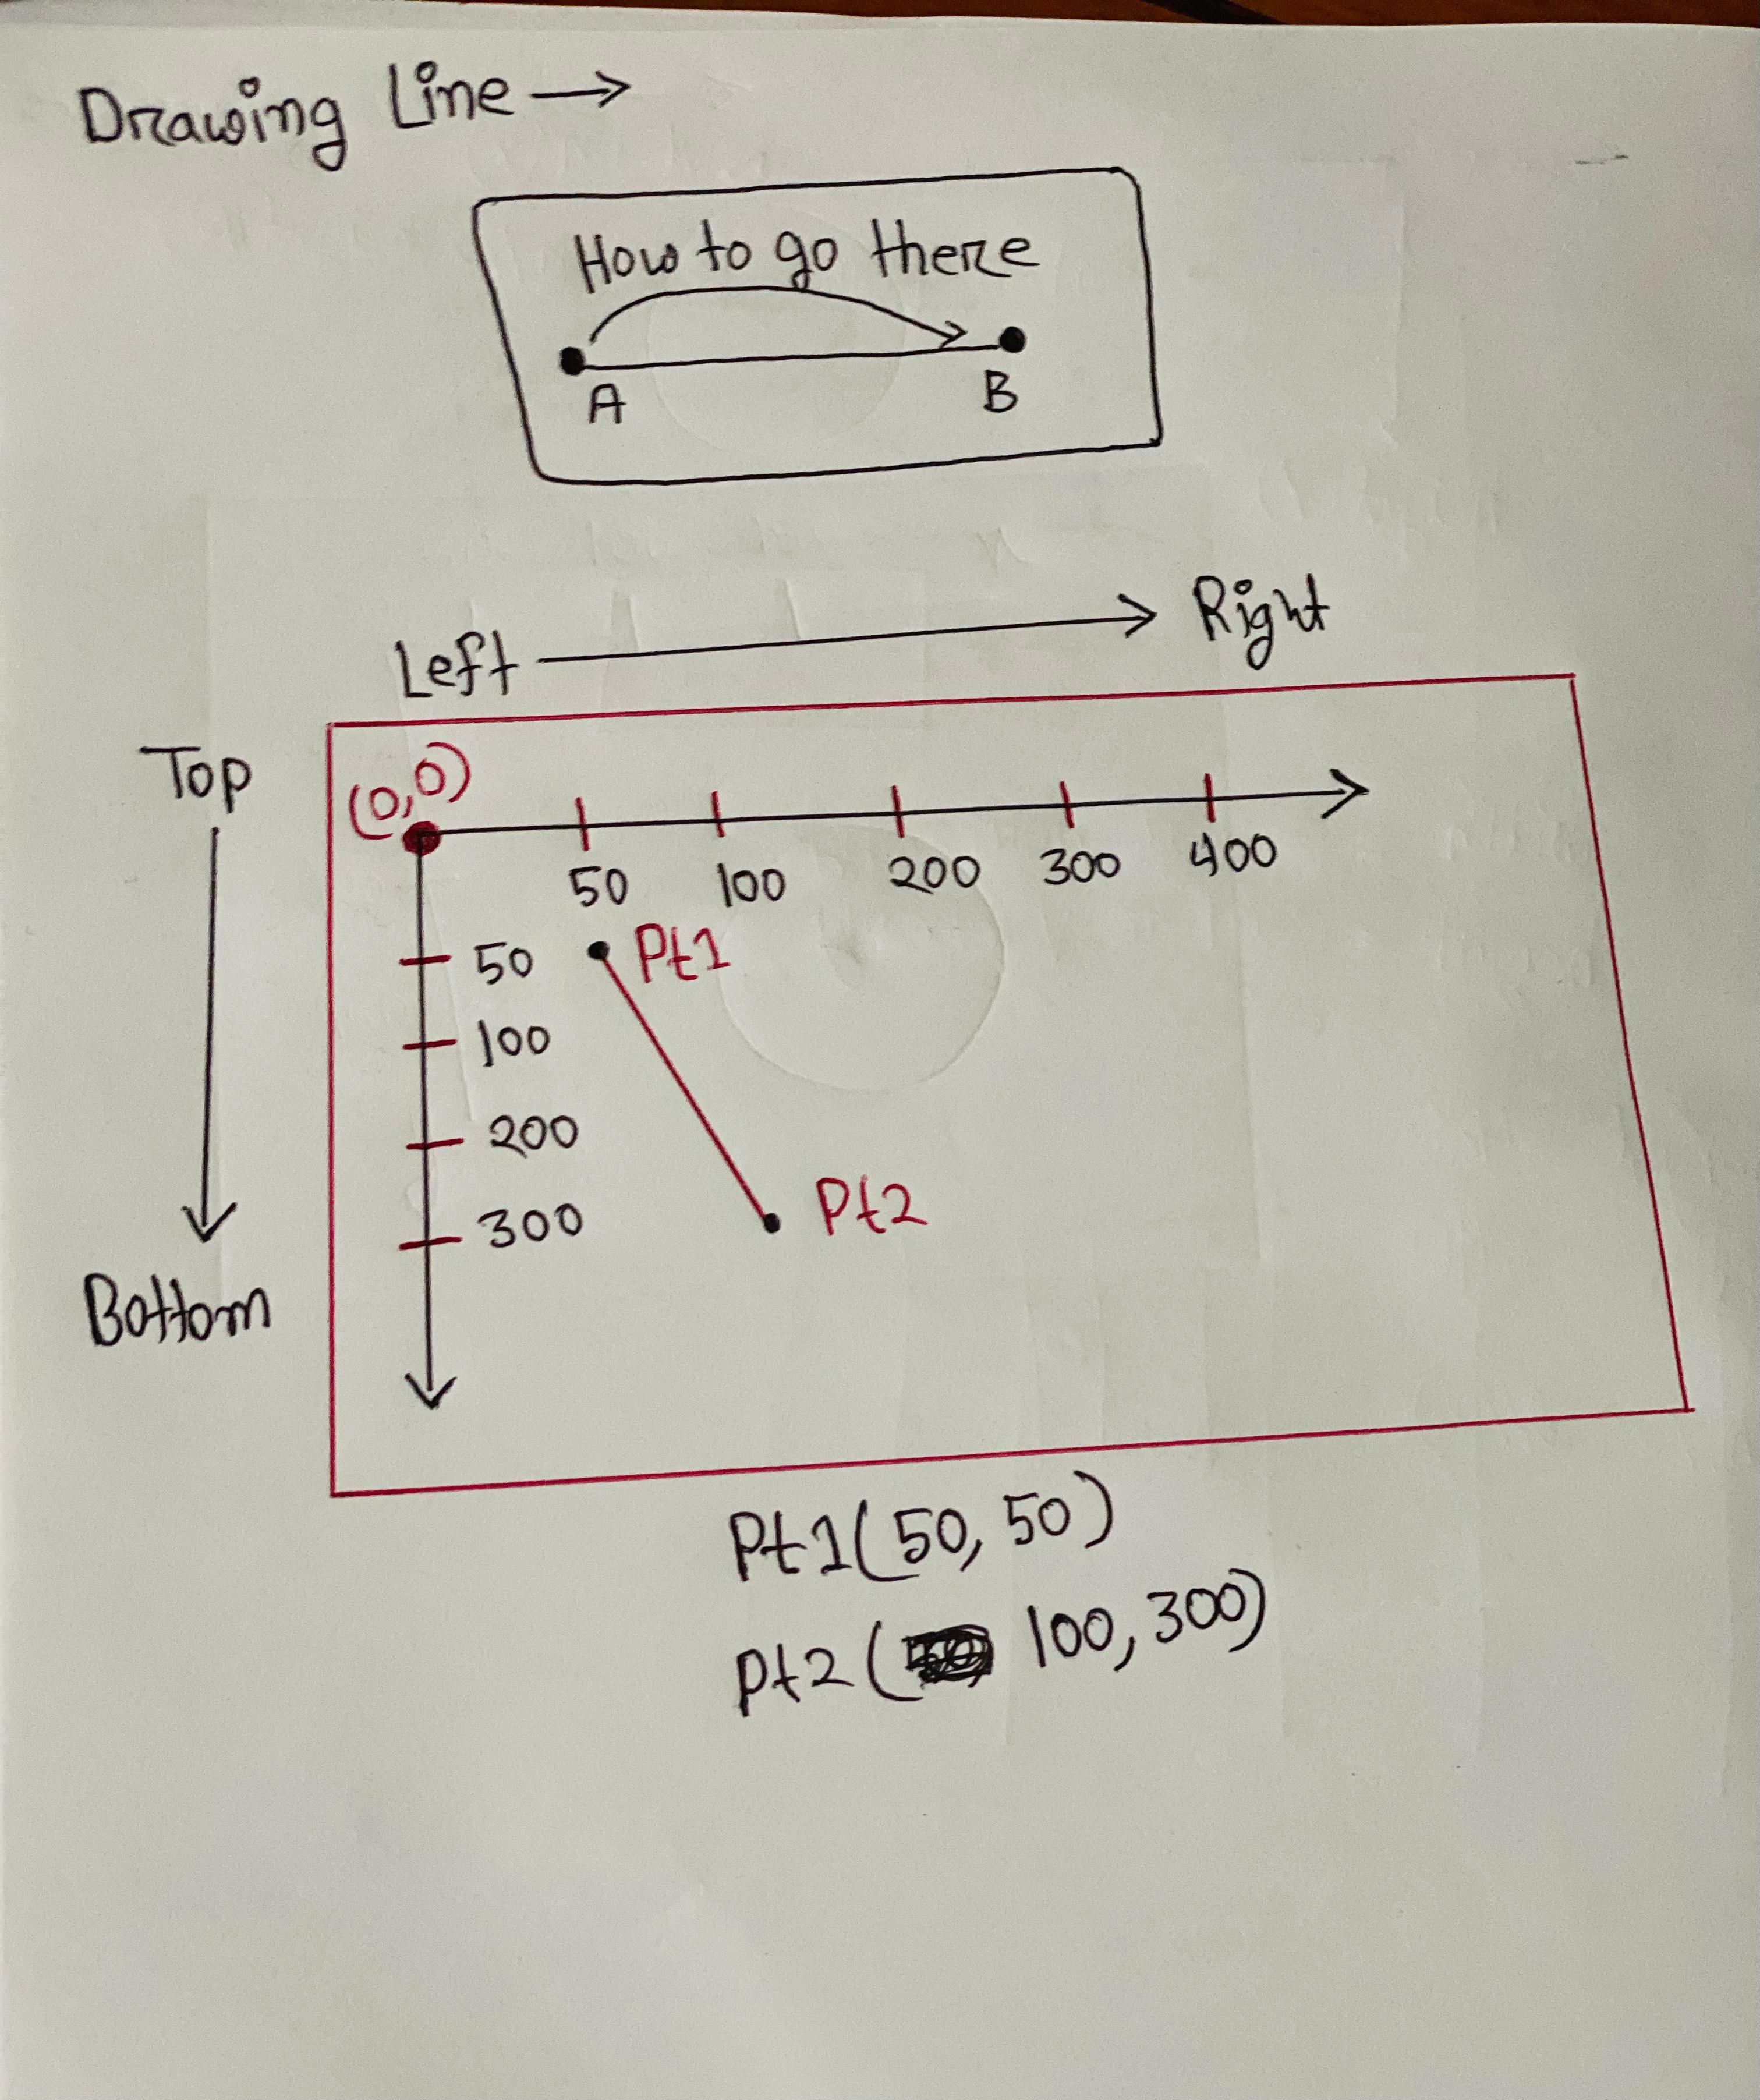 Drawing Line →
How to go there
A B
Left → Right
Top
(0,0)
50 100 200 300 400
50
Pt1
100
200
300
Pt2
Bottom
Pt1(50, 50)
Pt2 ( 100, 300)